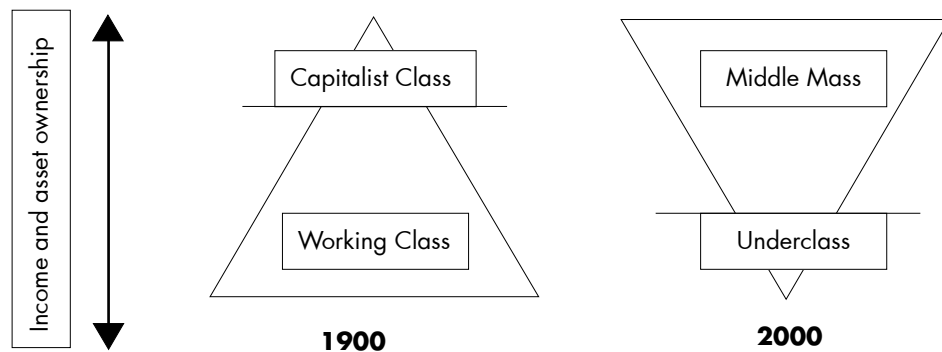 Income and asset ownership
Capitalist Class
Working Class
1900
Middle Mass
Underclass
2000